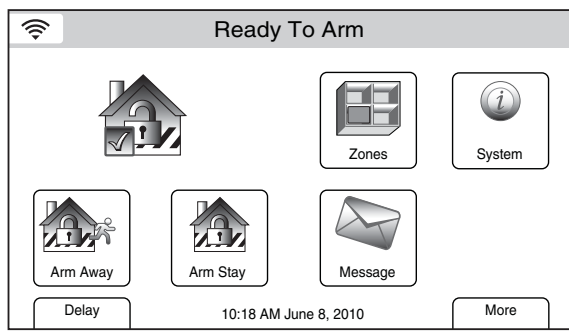 Ready To Arm
Zones
System
Arm Away
Arm Stay
Message
Delay
10:18 AM June 8, 2010
More